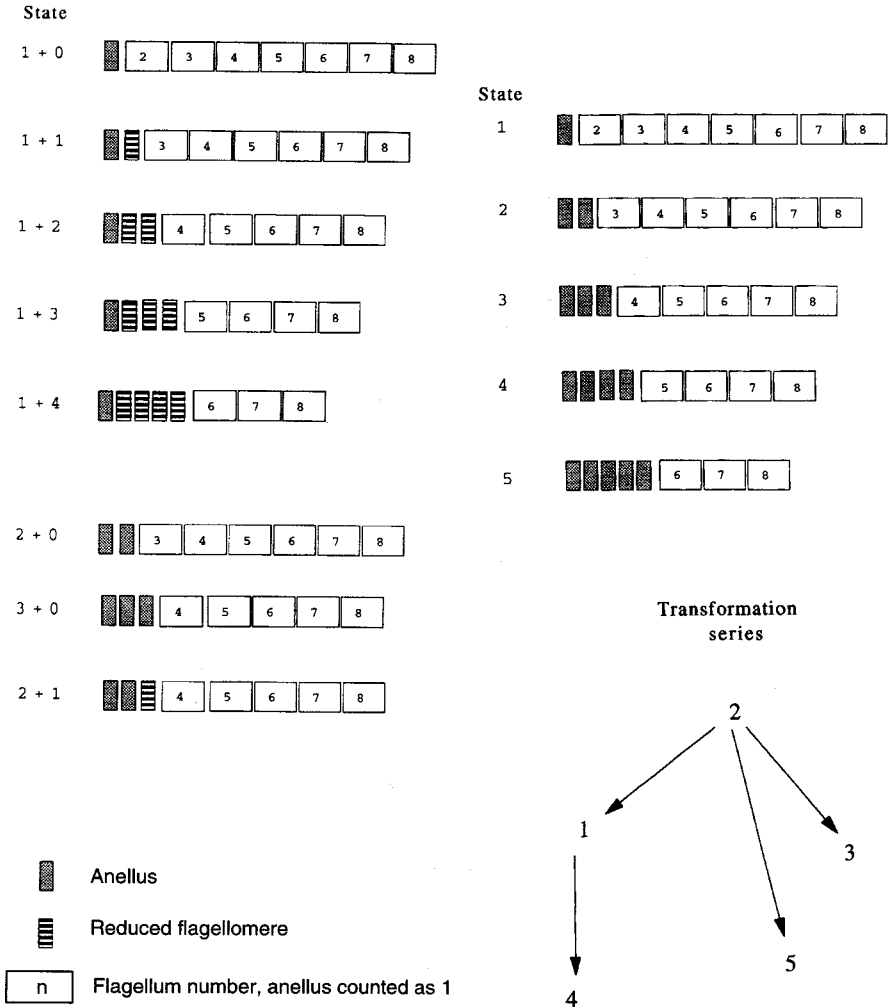 State
1 + 0 2 3 4 5 6 7 8
1 + 1 3 4 5 6 7 8
1 + 2 4 5 6 7 8
1 + 3 5 6 7 8
1 + 4 6 7 8
2 + 0 3 4 5 6 7 8
3 + 0 4 5 6 7 8
2 + 1 4 5 6 7 8
Anellus
Reduced flagellomere
n Flagellum number, anellus counted as 1
State
1 2 3 4 5 6 7 8
2 3 4 5 6 7 8
3 4 5 6 7 8
4 5 6 7 8
5 6 7 8
Transformation
series
2
1
3
5
4